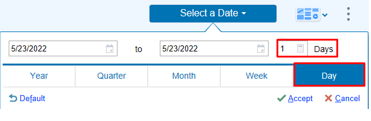 Select a Date
5/23/2022 to 5/23/2022 1 Days
Year Quarter Month Week Day
Default Accept Cancel